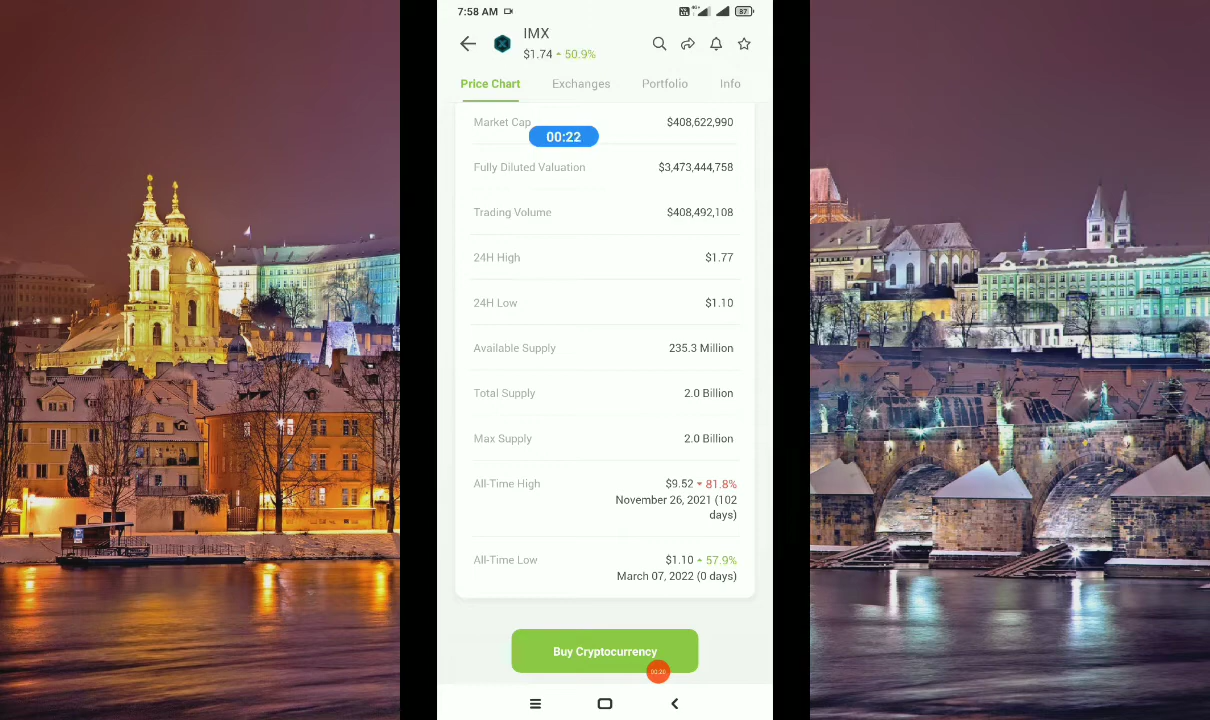 7:58 AM
87
IMX
$1.74 50.9%
Price Chart Exchanges Portfolio Info
Market Cap $408,622,990
00:22
Fully Diluted Valuation $3,473,444,758
Trading Volume $408,492,108
24H High $1.77
24H Low $1.10
Available Supply 235.3 Million
Total Supply 2.0 Billion
Max Supply 2.0 Billion
All-Time High $9.52 81.8%
November 26, 2021 (102
days)
All-Time Low $1.10 57.9%
March 07, 2022 (0 days)
Buy Cryptocurrency
00:20